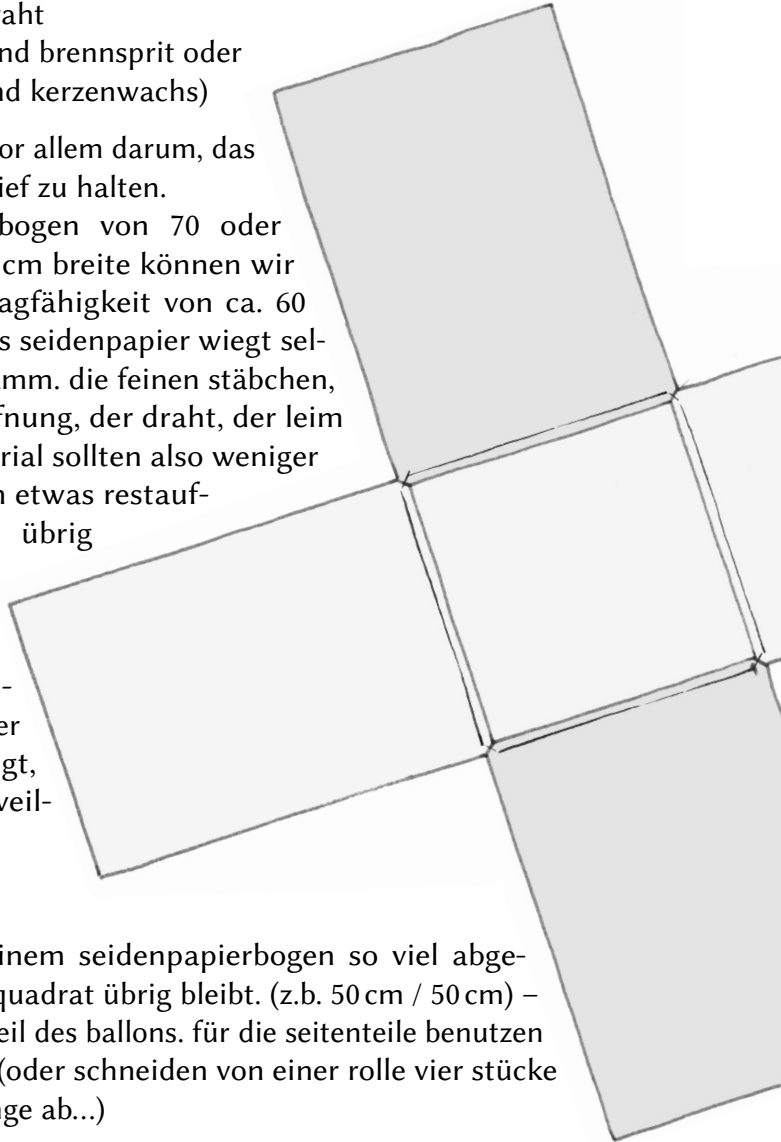 aht
nd brennsprit oder
nd kerzenwachs)
or allem darum, das
ief zu halten.
bogen von 70 oder
cm breite können wir
agfähigkeit von ca. 60
s seidenpapier wiegt sel-
amm. die feinen stäbchen,
fnung, der draht, der leim
rial sollten also weniger
n etwas restauf-
übrig
-
er
gt,
veil-
inem seidenpapierbogen so viel abge-
quadrat übrig bleibt. (z.b. 50 cm / 50 cm) –
eil des ballons. für die seitenteile benutzen
(oder schneiden von einer rolle vier stücke
nge ab...)